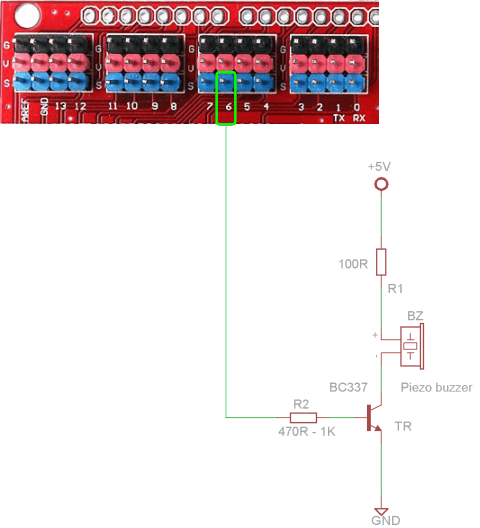 G
V
S
G
V
S
G
V
S
G
V
S
AREF GND 13 12 11 10 9 8 7 6 5 4 3 2 1 0
TX RX
+5V
100R
R1
BZ
+
-
BC337 Piezo buzzer
R2
TR
470R - 1K
GND